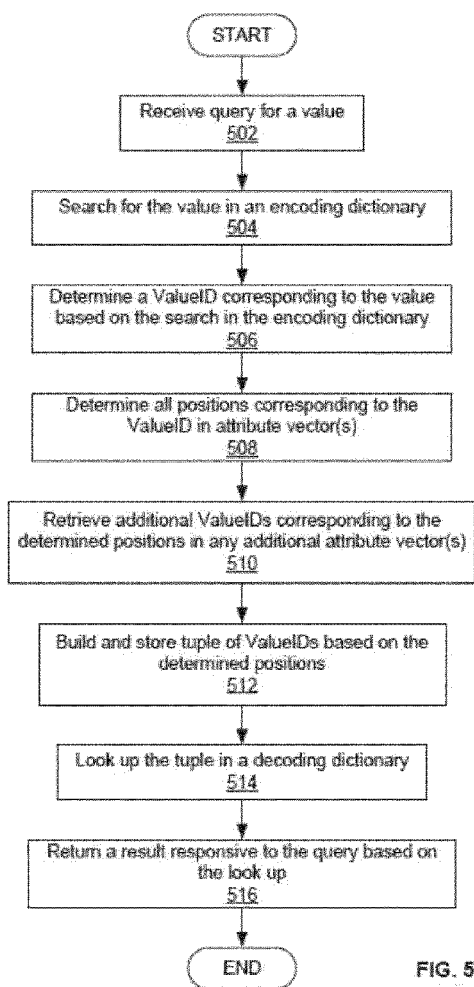 START
Receive query for a value
502
Search for the value in an encoding dictionary
504
Determine a ValueID corresponding to the value
based on the search in the encoding dictionary
506
Determine all positions corresponding to the
ValueID in attribute vector(s)
508
Retrieve additional ValueIDs corresponding to the
determined positions in any additional attribute vector(s)
510
Build and store tuple of ValueIDs based on the
determined positions
512
Look up the tuple in a decoding dictionary
514
Return a result responsive to the query based on
the look up
516
END
FIG. 5